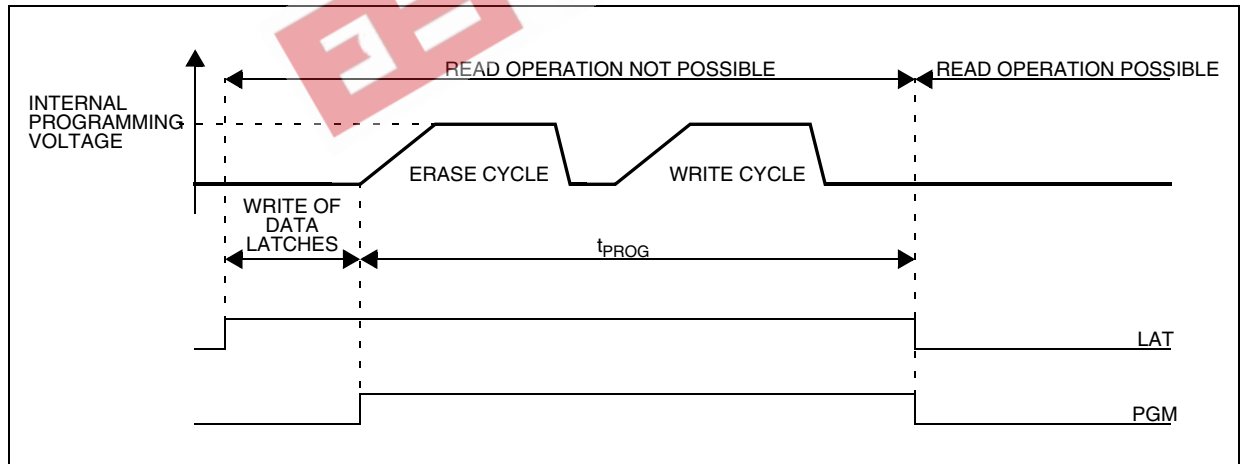 READ OPERATION NOT POSSIBLE
READ OPERATION POSSIBLE
INTERNAL
PROGRAMMING
VOLTAGE
ERASE CYCLE
WRITE CYCLE
WRITE OF
DATA
LATCHES
tPROG
LAT
PGM